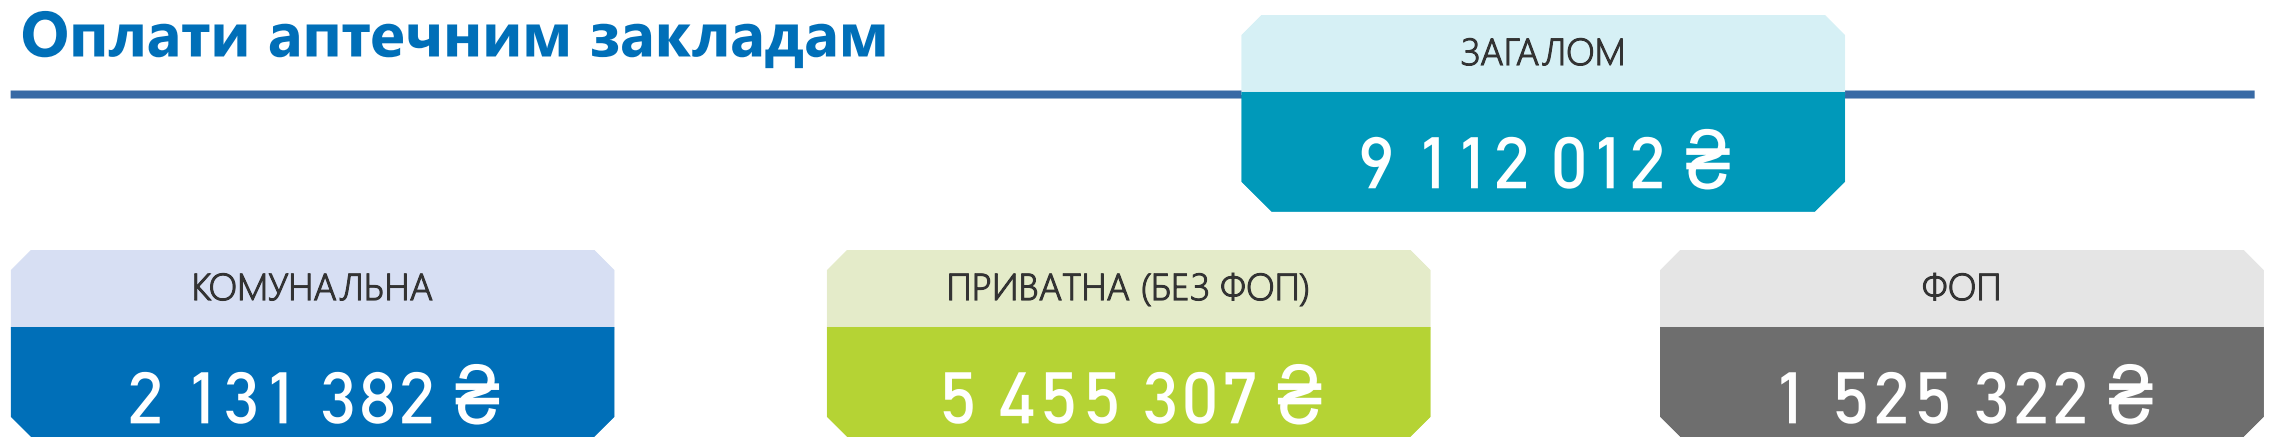 Оплати аптечним закладам
ЗАГАЛОМ
9 112 012 ₴
КОМУНАЛЬНА
2 131 382 ₴
ПРИВАТНА (БЕЗ ФОП)
5 455 307 ₴
ФОП
1 525 322 ₴